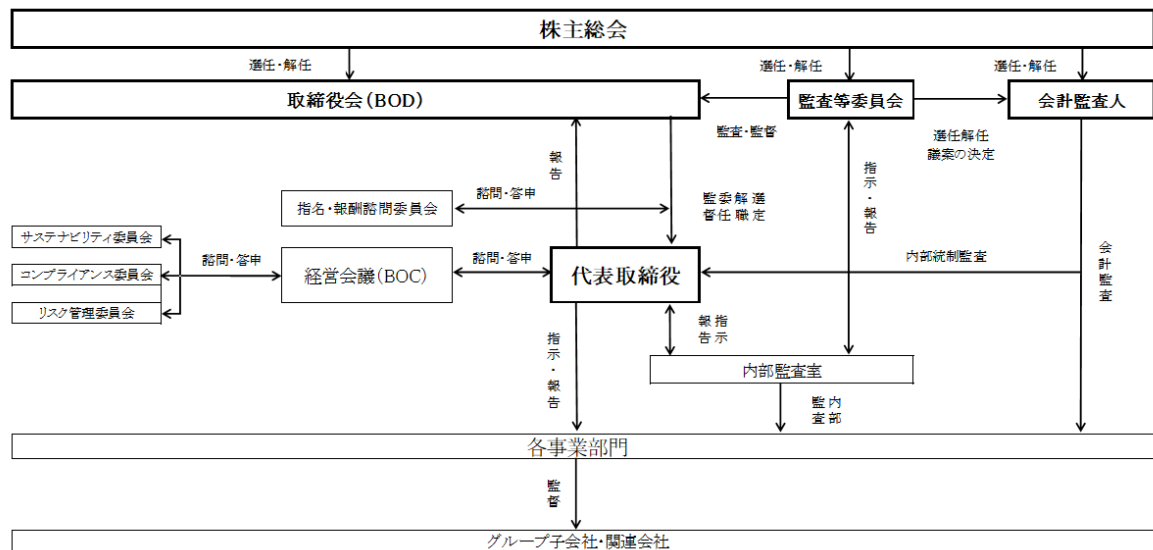 株主総会
選任・解任
選任・解任
選任・解任
取締役会(BOD)
監査等委員会
会計監査人
監査・監督
選任解任
議案の決定
報告
指名・報酬諮問委員会
諮問・答申
監委解選
督任職定
指示・報告
サステナビリティ委員会
コンプライアンス委員会
リスク管理委員会
諮問・答申
経営会議(BOC)
諮問・答申
代表取締役
内部統制監査
会計監査
報指
告示
指示・報告
内部監査室
監内
査部
各事業部門
監督
グループ子会社・関連会社